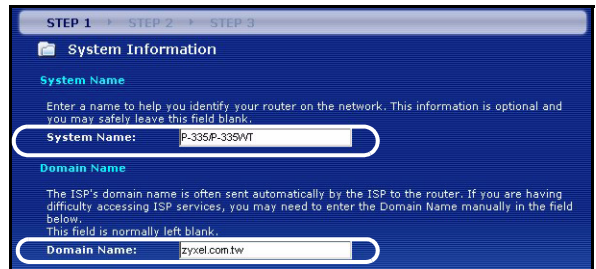 STEP 1 STEP 2 STEP 3
System Information
System Name
Enter a name to help you identify your router on the network. This information is optional and
you may safely leave this field blank.
System Name: P-335/P-335WT
Domain Name
The ISP's domain name is often sent automatically by the ISP to the router. If you are having
difficulty accessing ISP services, you may need to enter the Domain Name manually in the field
below.
This field is normally left blank.
Domain Name: zyxel.com.tw